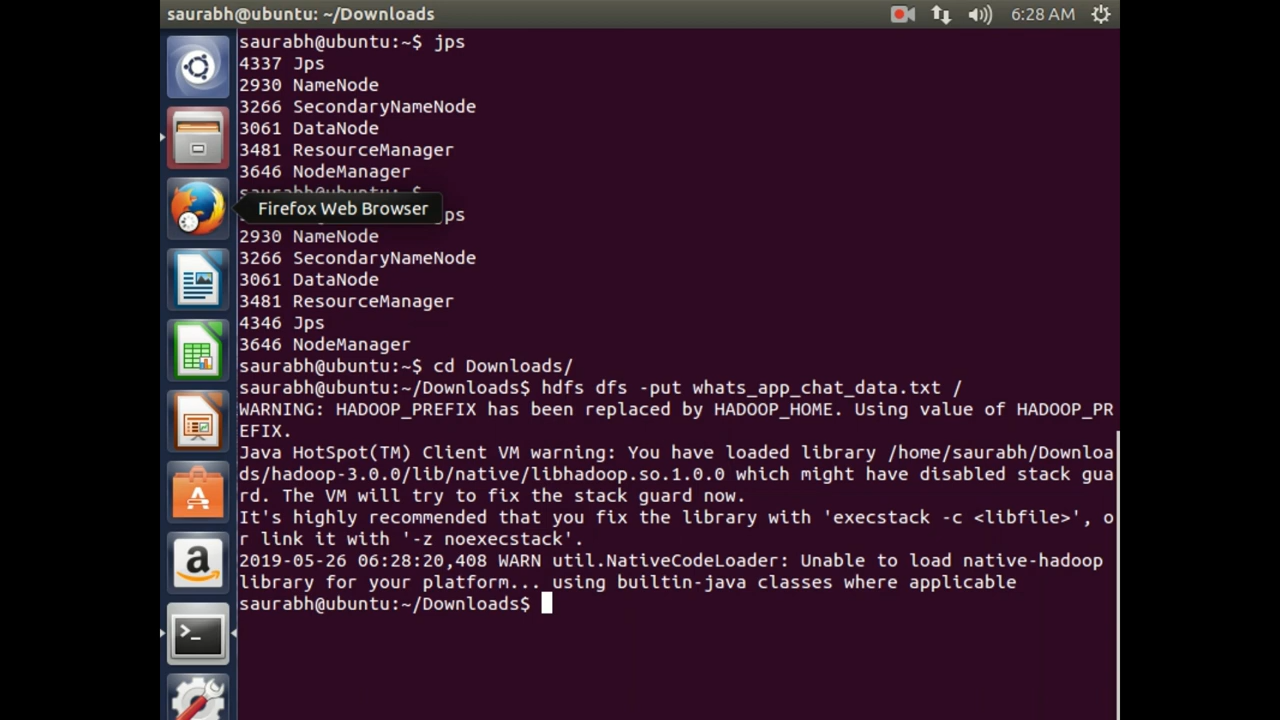 saurabh@ubuntu: ~/Downloads 6:28 AM
saurabh@ubuntu:~$ jps
4337 Jps
2930 NameNode
3266 SecondaryNameNode
3061 DataNode
3481 ResourceManager
3646 NodeManager
saurabh@ubuntu:~$
Firefox Web Browser
ps
2930 NameNode
3266 SecondaryNameNode
3061 DataNode
3481 ResourceManager
4346 Jps
3646 NodeManager
saurabh@ubuntu:~$ cd Downloads/
saurabh@ubuntu:~/Downloads$ hdfs dfs -put whats_app_chat_data.txt /
WARNING: HADOOP_PREFIX has been replaced by HADOOP_HOME. Using value of HADOOP_PR
EFIX.
Java HotSpot(TM) Client VM warning: You have loaded library /home/saurabh/Downloa
ds/hadoop-3.0.0/lib/native/libhadoop.so.1.0.0 which might have disabled stack gua
rd. The VM will try to fix the stack guard now.
It's highly recommended that you fix the library with 'execstack -c <libfile>', o
r link it with '-z noexecstack'.
2019-05-26 06:28:20,408 WARN util.NativeCodeLoader: Unable to load native-hadoop
library for your platform... using builtin-java classes where applicable
saurabh@ubuntu:~/Downloads$